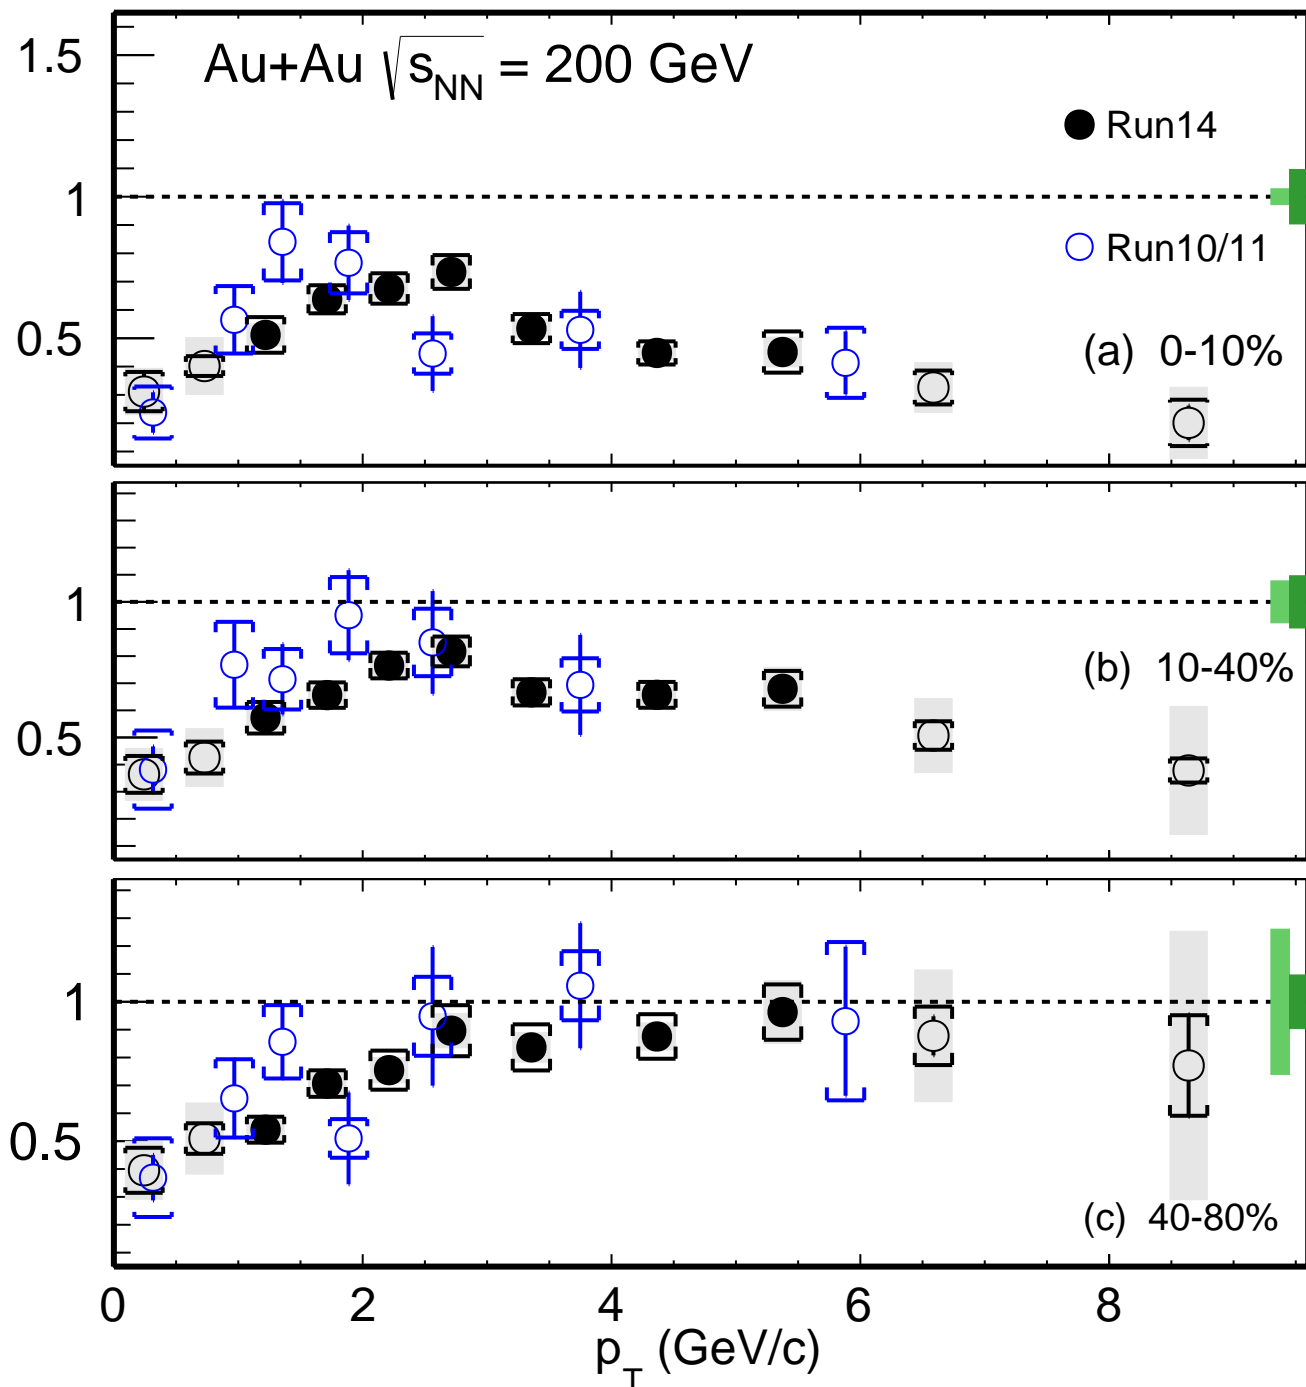 1.5
Au+Au √sNN = 200 GeV
Run14
1
Run10/11
0.5
(a) 0-10%
1
(b) 10-40%
0.5
1
0.5
(c) 40-80%
0 2 4 6 8
pT (GeV/c)